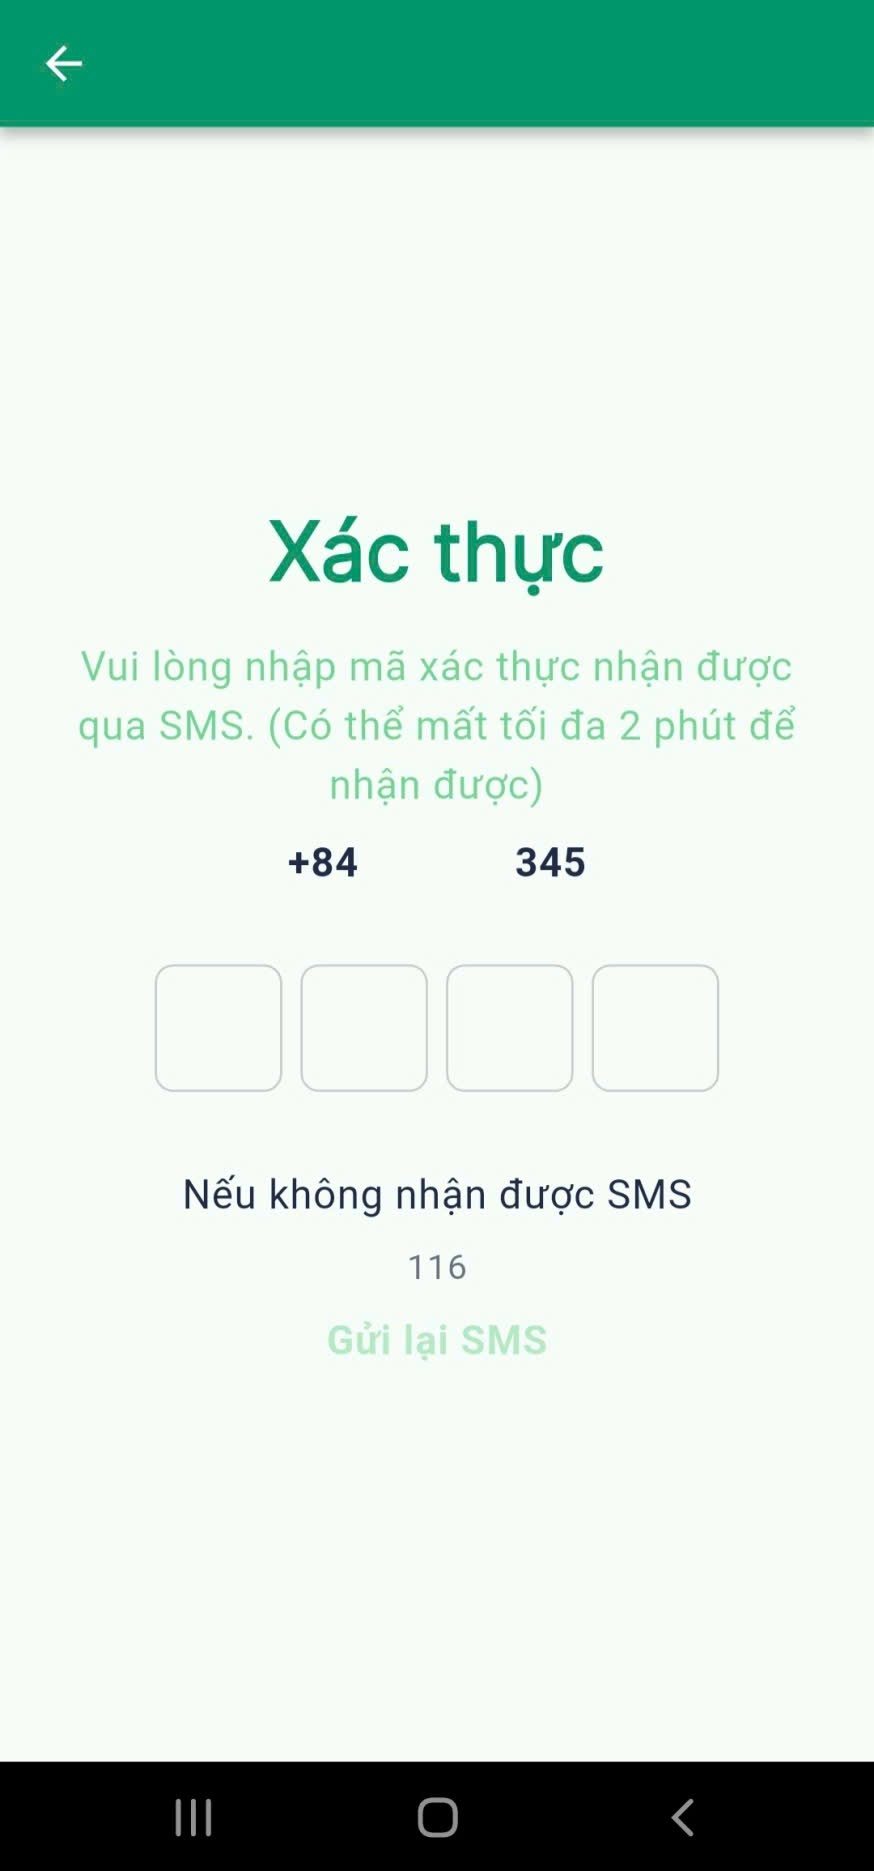 Xác thực
Vui lòng nhập mã xác thực nhận được
qua SMS. (Có thể mất tối đa 2 phút để
nhận được)
+84 345
Nếu không nhận được SMS
116
Gửi lại SMS